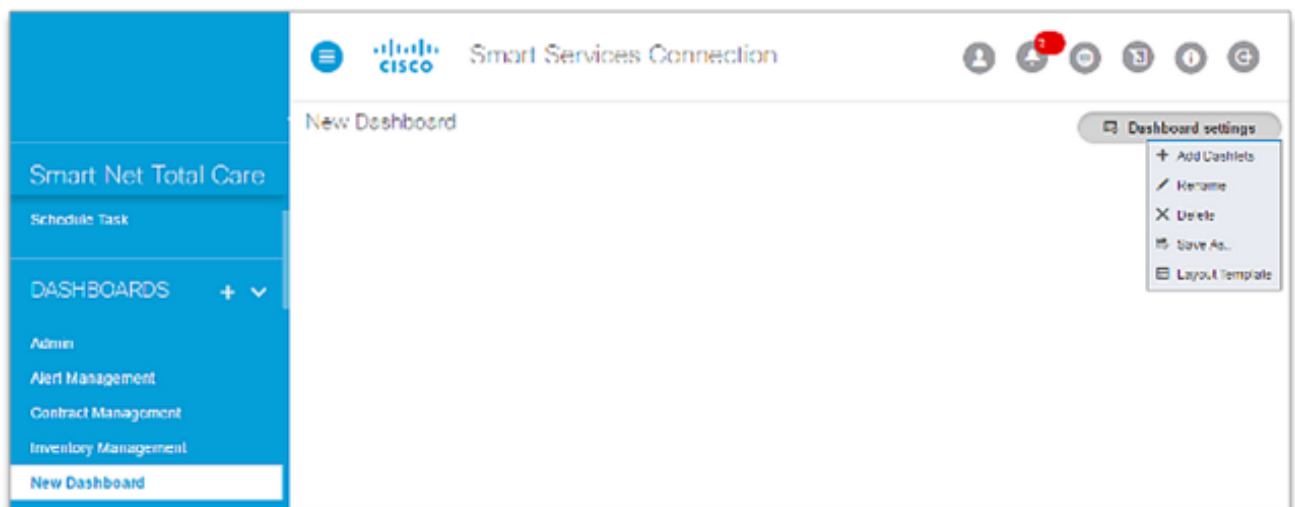 CISCO
Smart Services Connection
New Dashboard
Dashboard settings
+ Add Dashlets
Rename
Delete
Save As..
Layout Template
Smart Net Total Care
Schedule Task
DASHBOARDS + 
Admin
Alert Management
Contract Management
Inventory Management
New Dashboard